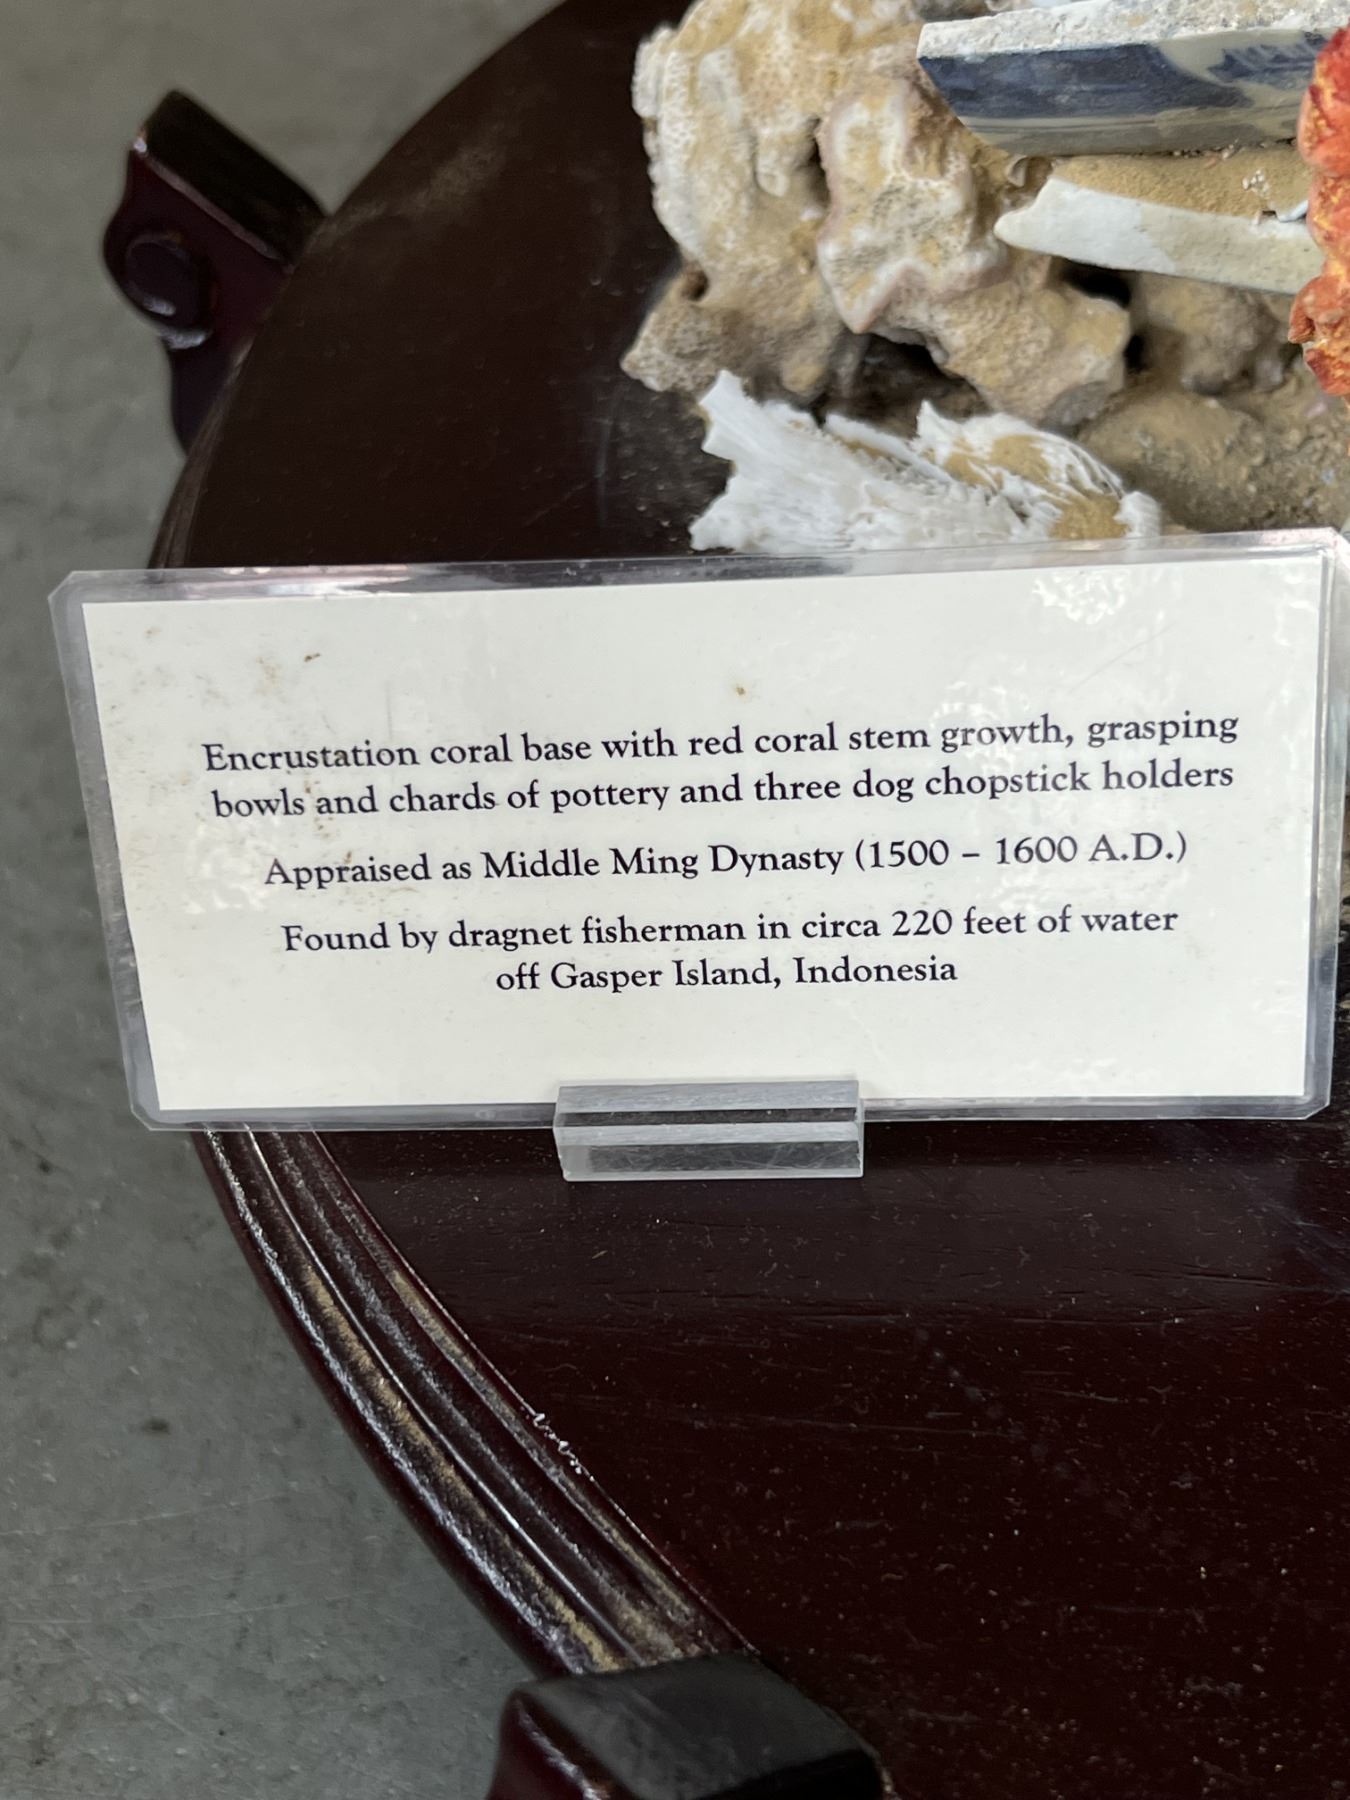 Encrustation coral base with red coral stem growth, grasping
bowls and chards of pottery and three dog chopstick holders
Appraised as Middle Ming Dynasty (1500 – 1600 A.D.)
Found by dragnet fisherman in circa 220 feet of water
off Gasper Island, Indonesia